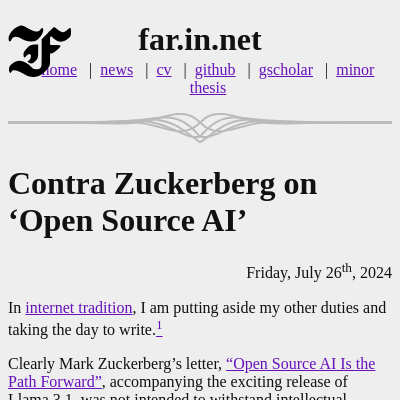 far.in.net
home | news | cv | github | gscholar | minor
thesis
Contra Zuckerberg on
‘Open Source AI’
Friday, July 26th, 2024
In internet tradition, I am putting aside my other duties and
taking the day to write.1
Clearly Mark Zuckerberg’s letter, “Open Source AI Is the
Path Forward”, accompanying the exciting release of
Llama 3.1, was not intended to withstand intellectual